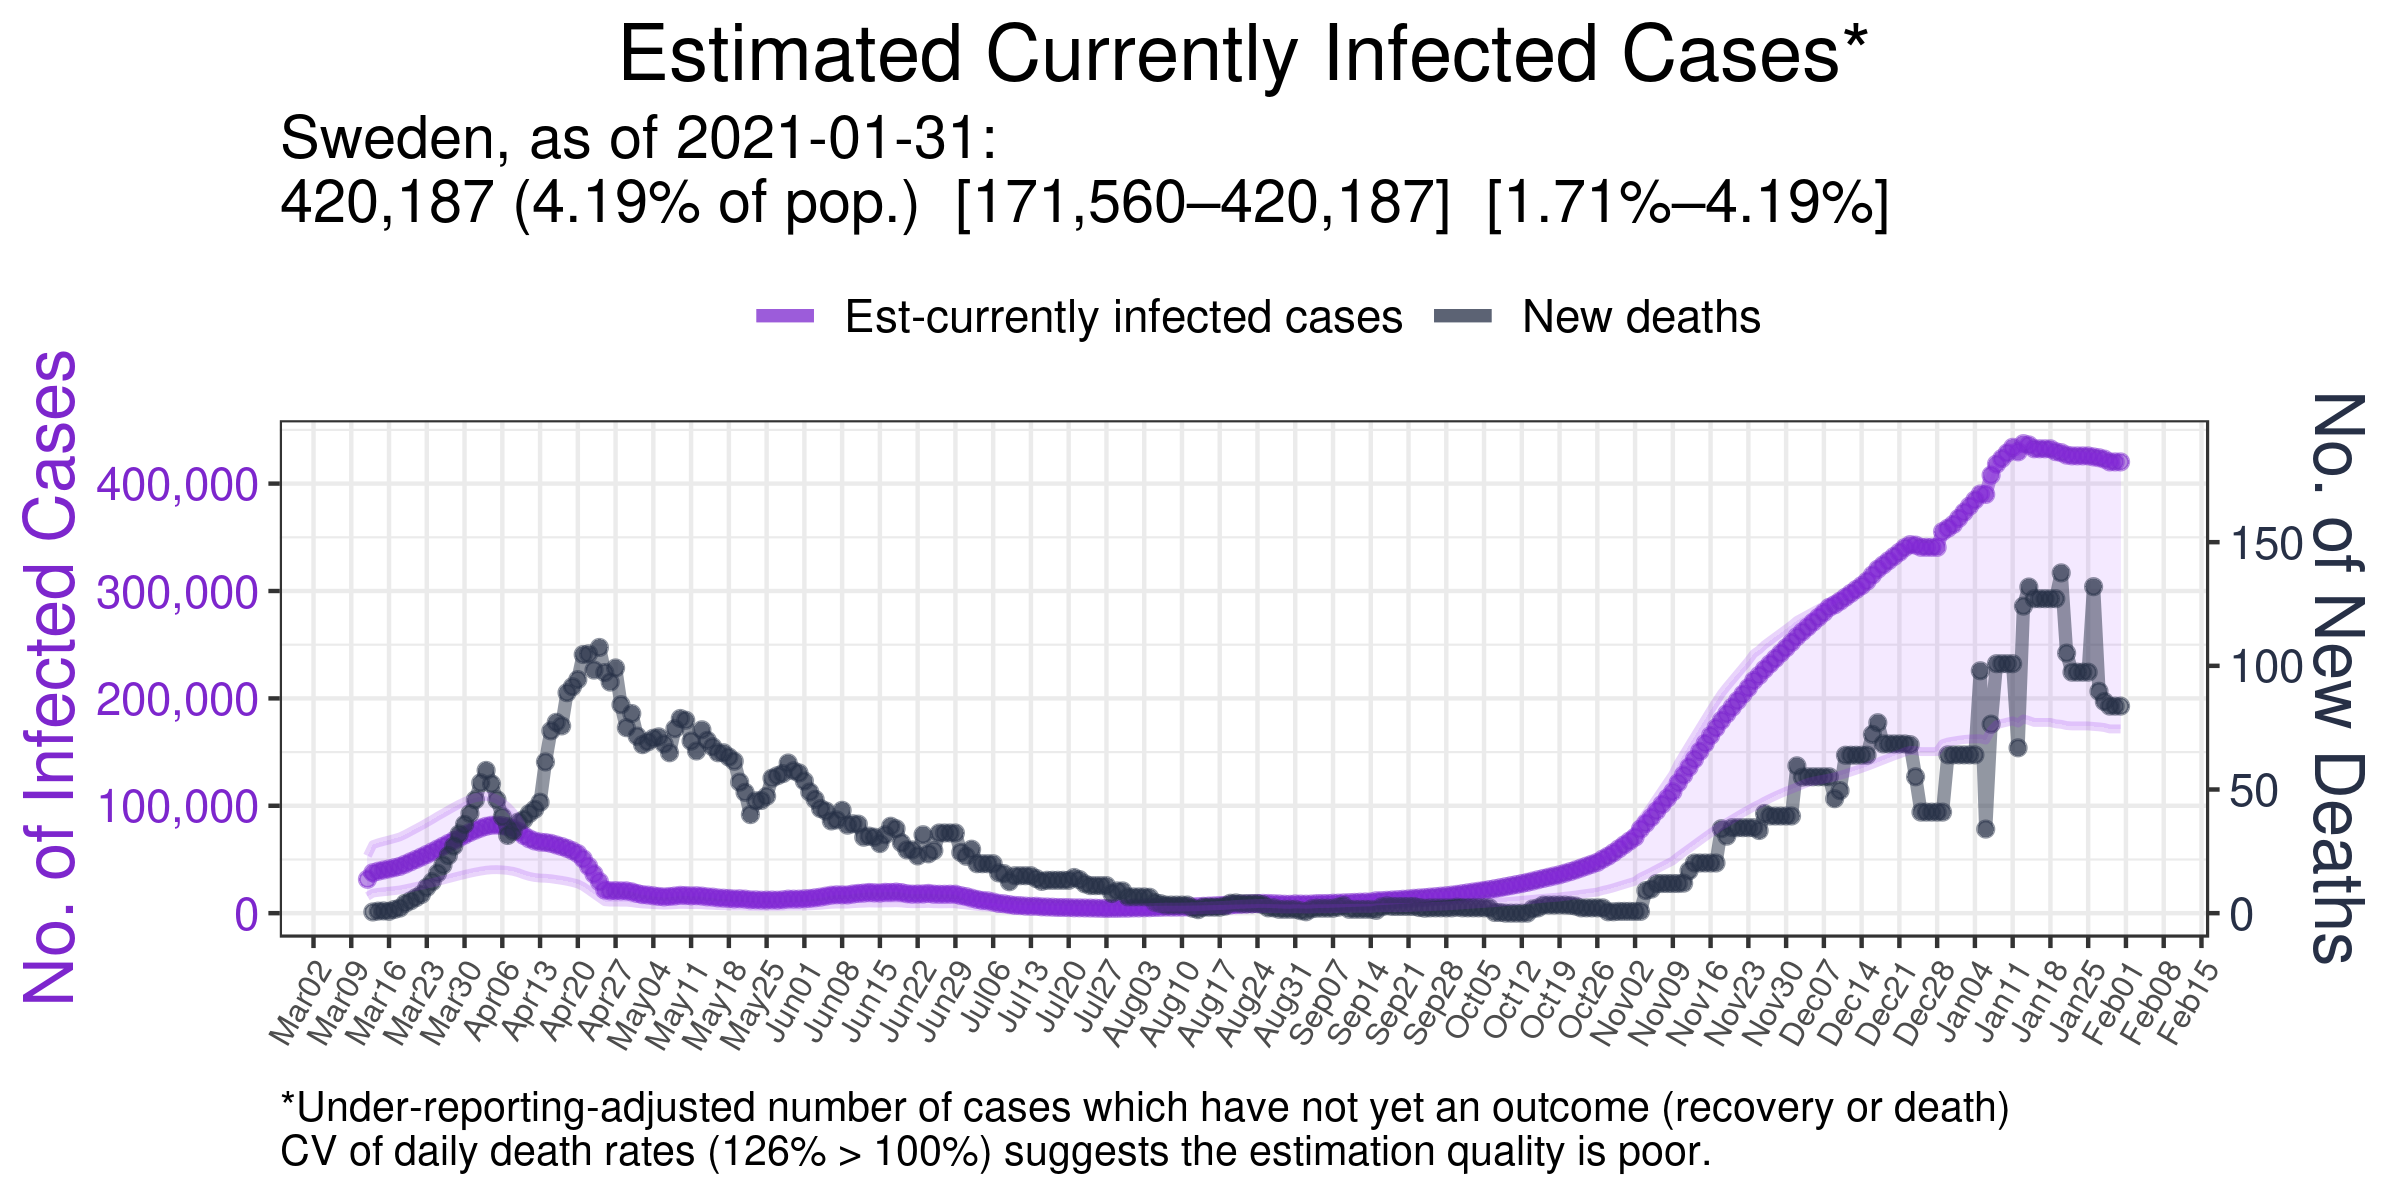 Estimated Currently Infected Cases*
Sweden, as of 2021-01-31:
420,187 (4.19% of pop.) [171,560–420,187] [1.71%–4.19%]
Est-currently infected cases
New deaths
No. of Infected Cases
400,000
300,000
200,000
100,000
0
150
100
50
0
No. of New Deaths
Mar02
Mar09
Mar16
Mar23
Mar30
Apr06
Apr13
Apr20
Apr27
May04
May11
May18
May25
Jun01
Jun08
Jun15
Jun22
Jun29
Jul06
Jul13
Jul20
Jul27
Aug03
Aug10
Aug17
Aug24
Aug31
Sep07
Sep14
Sep21
Sep28
Oct05
Oct12
Oct19
Oct26
Nov02
Nov09
Nov16
Nov23
Nov30
Dec07
Dec14
Dec21
Dec28
Jan04
Jan11
Jan18
Jan25
Feb01
Feb08
Feb15
*Under-reporting-adjusted number of cases which have not yet an outcome (recovery or death)
CV of daily death rates (126% > 100%) suggests the estimation quality is poor.